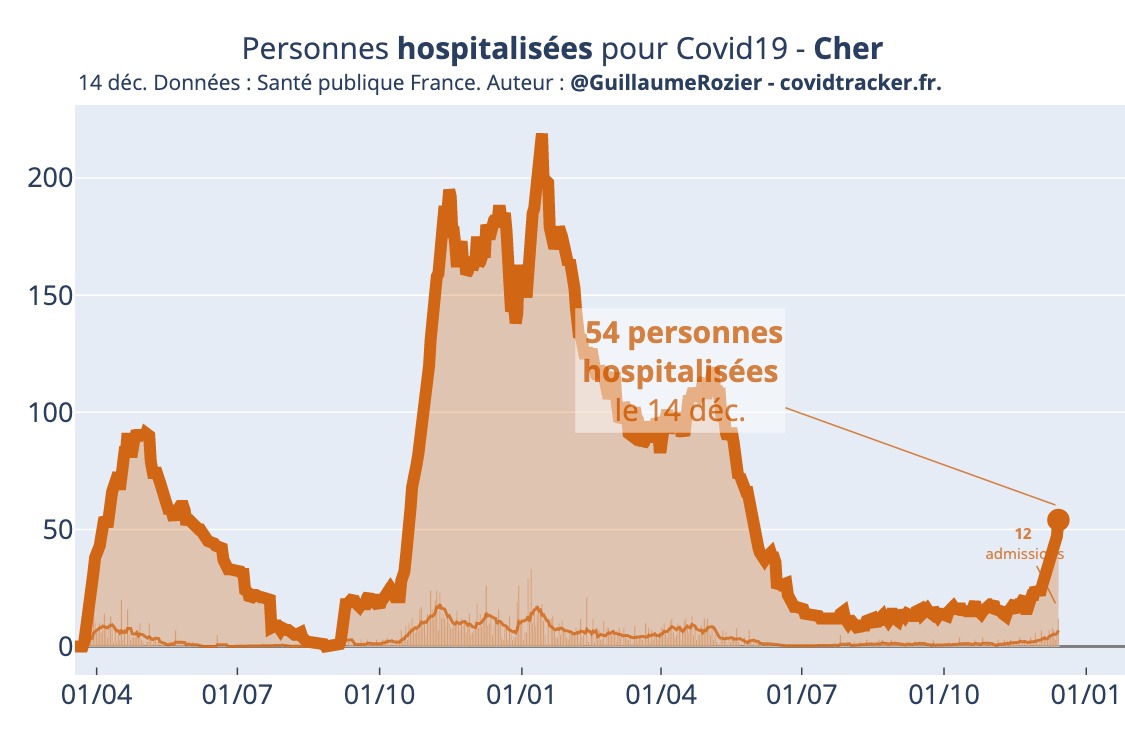 Personnes hospitalisées pour Covid19 - Cher
14 déc. Données : Santé publique France. Auteur : @GuillaumeRozier - covidtracker.fr.
200
150
100
50
0
54 personnes
hospitalisées
le 14 déc.
12
admissions
01/04 01/07 01/10 01/01 01/04 01/07 01/10 01/01